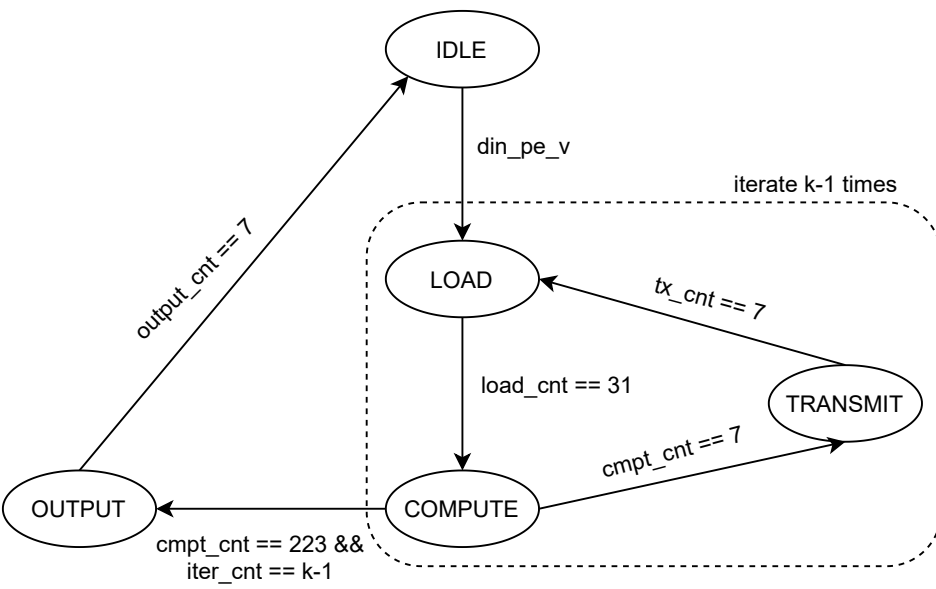 IDLE
din_pe_v
iterate k-1 times
output_cnt == 7
LOAD
tx_cnt == 7
load_cnt == 31
TRANSMIT
cmpt_cnt == 7
OUTPUT
COMPUTE
cmpt_cnt == 223 &&
iter_cnt == k-1